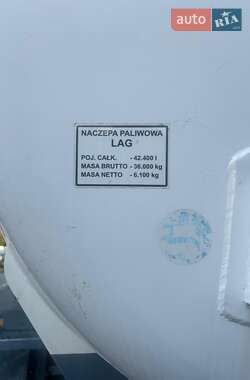 auto RIA
NACZEPA PALIWOWA
LAG
POJ. CAŁK. - 42.400 l
MASA BRUTTO - 36.000 kg
MASA NETTO - 6.100 kg